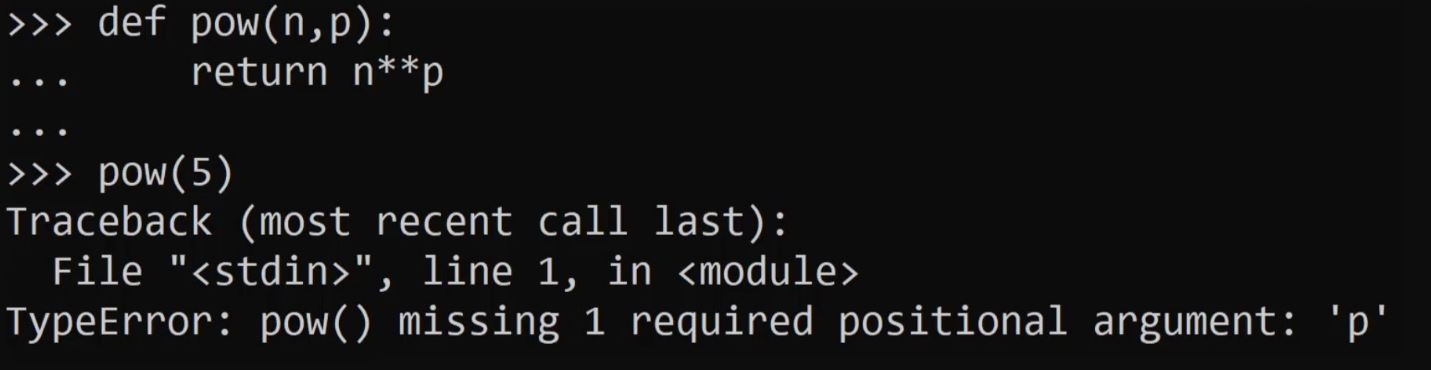 >>> def pow(n,p):
...     return n**p
...
>>> pow(5)
Traceback (most recent call last):
  File "<stdin>", line 1, in <module>
TypeError: pow() missing 1 required positional argument: 'p'